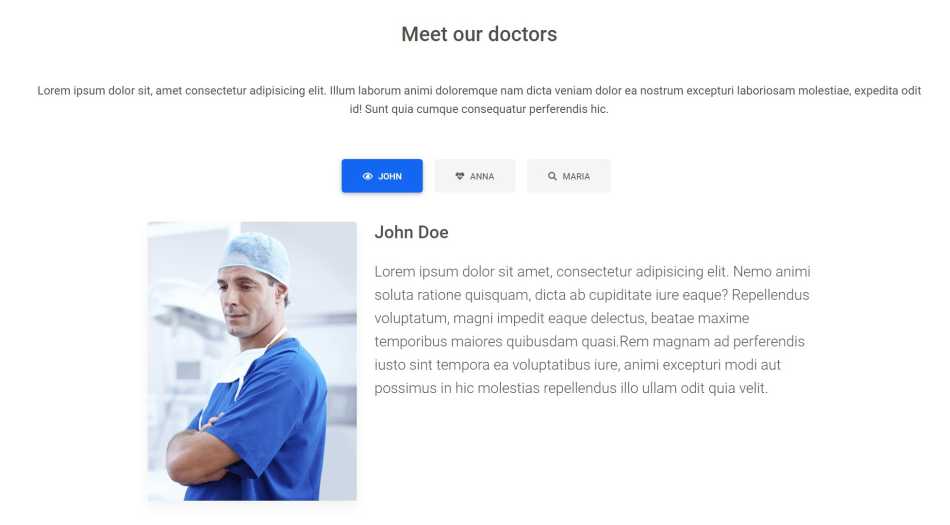 Meet our doctors
Lorem ipsum dolor sit, amet consectetur adipisicing elit. Illum laborum animi doloremque nam dicta veniam dolor ea nostrum excepturi laboriosam molestiae, expedita odit
id! Sunt quia cumque consequatur perferendis hic.
JOHN
ANNA
MARIA
John Doe
Lorem ipsum dolor sit amet, consectetur adipisicing elit. Nemo animi
soluta ratione quisquam, dicta ab cupiditate iure eaque? Repellendus
voluptatum, magni impedit eaque delectus, beatae maxime
temporibus maiores quibusdam quasi.Rem magnam ad perferendis
iusto sint tempora ea voluptatibus iure, animi excepturi modi aut
possimus in hic molestias repellendus illo ullam odit quia velit.